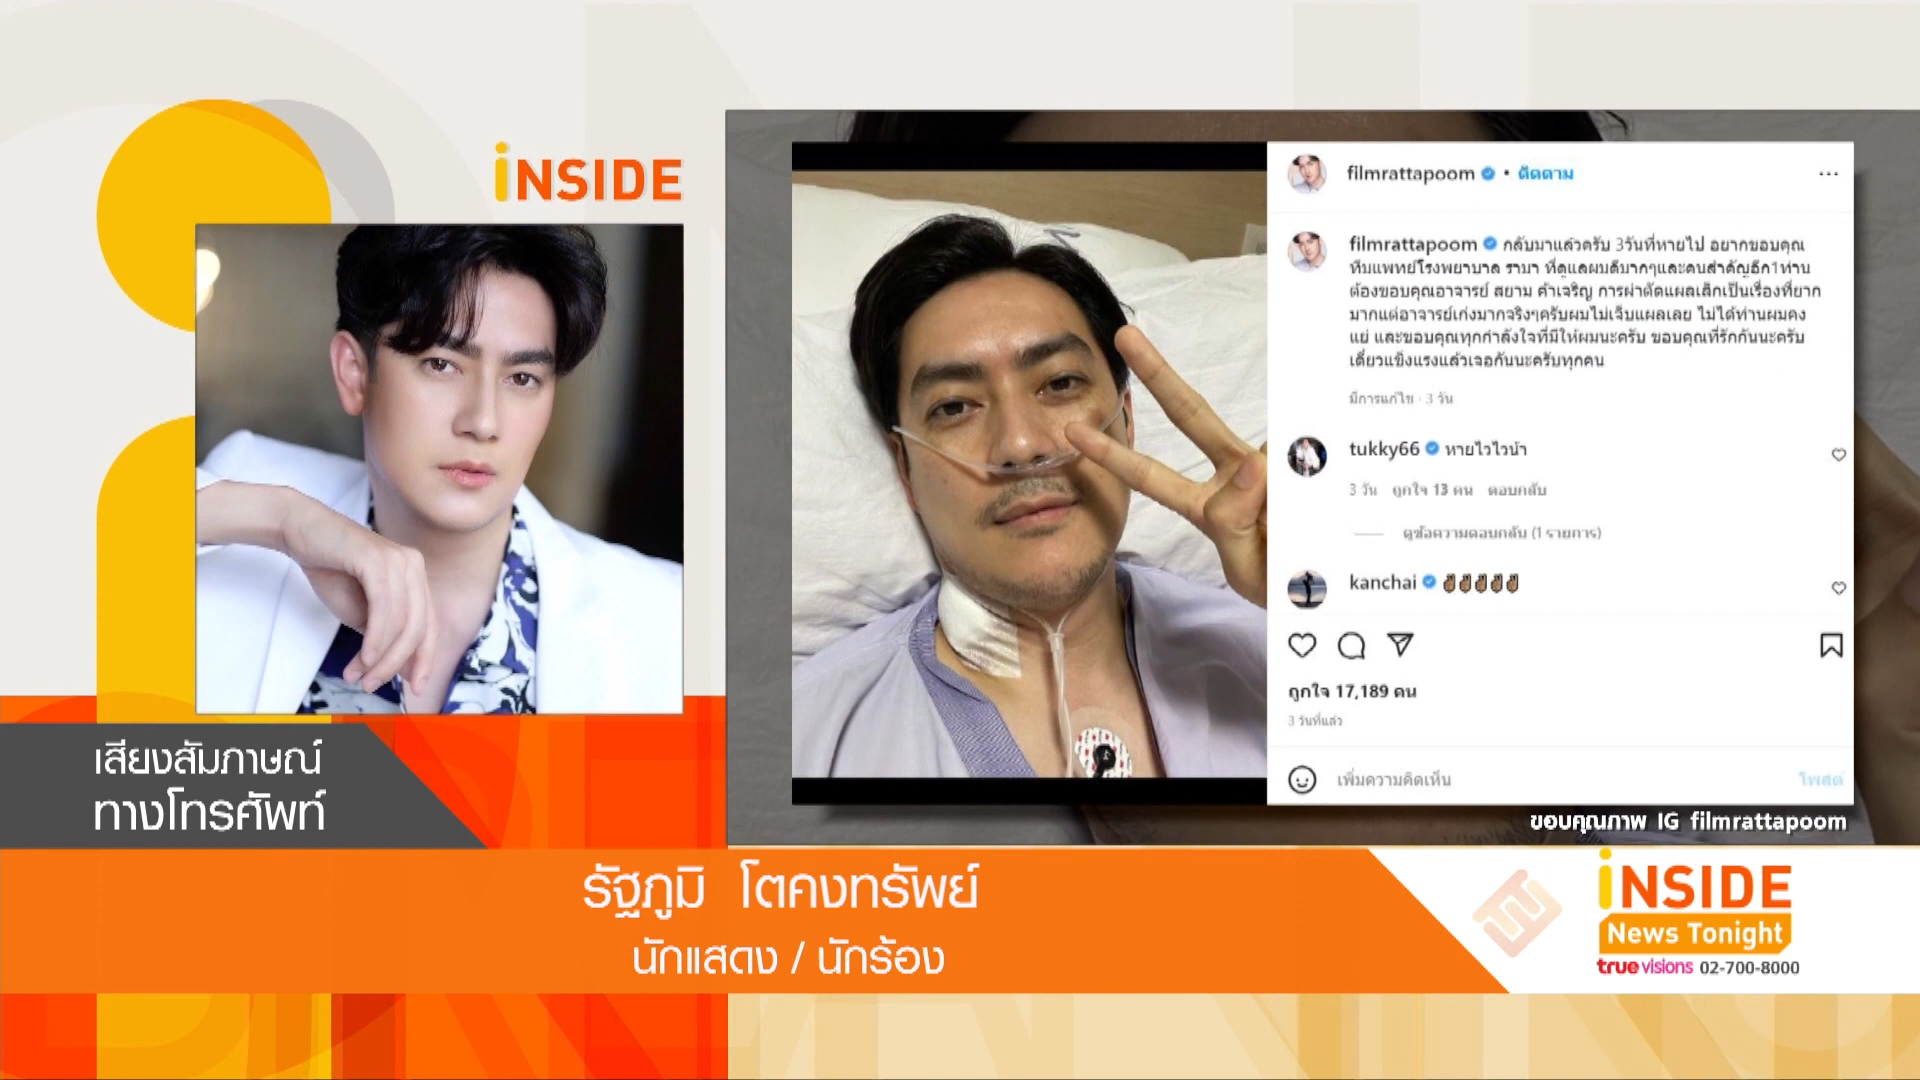 iNSIDE
filmrattapoom • ติดตาม
filmrattapoom กลับมาแล้วครับ 3วันที่หายไป อยากขอบคุณ
ทีมแพทย์โรงพยาบาล รามา ที่ดูแลผมดีมากๆและคนสำคัญอีก1ท่าน
ต้องขอบคุณอาจารย์ สยาม ค้าเจริญ การผ่าตัดแผลเล็กเป็นเรื่องที่ยาก
มากแต่อาจารย์เก่งมากจริงๆครับผมไม่เจ็บแผลเลย ไม่ได้ท่านผมคง
แย่ และขอบคุณทุกกำลังใจที่มีให้ผมนะครับ ขอบคุณที่รักกันนะครับ
เดี๋ยวแข็งแรงแล้วเจอกันนะครับทุกคน
มีการแก้ไข · 3 วัน
tukky66 หายไวไวน้า
3 วัน ถูกใจ 13 คน ตอบกลับ
ดูข้อความตอบกลับ (1 รายการ)
kanchai ✌🏿✌🏿✌🏿✌🏿✌🏿
ถูกใจ 17,189 คน
3 วันที่แล้ว
เพิ่มความคิดเห็น
โพสต์
ขอบคุณภาพ IG filmrattapoom
เสียงสัมภาษณ์
ทางโทรศัพท์
รัฐภูมิ โตคงทรัพย์
นักแสดง / นักร้อง
iNSIDE
News Tonight
true visions 02-700-8000